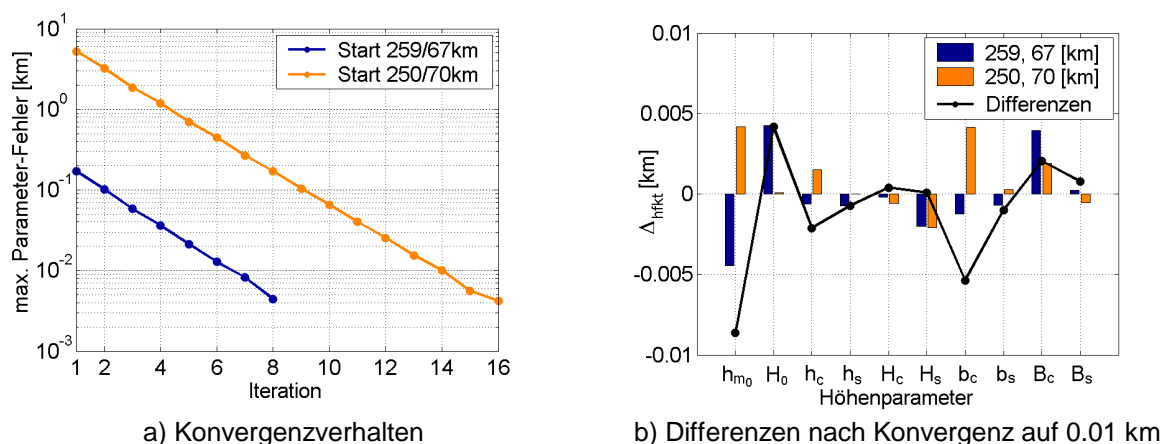 10^1
10^0
10^-1
10^-2
10^-3
max. Parameter-Fehler [km]
Start 259/67km
Start 250/70km
1 2 4 6 8 10 12 14 16
Iteration
a) Konvergenzverhalten
0.01
0.005
0
-0.005
-0.01
Δhfkt [km]
259, 67 [km]
250, 70 [km]
Differenzen
hm0 H0 hc hs Hc Hs bc bs Bc Bs
Höhenparameter
b) Differenzen nach Konvergenz auf 0.01 km